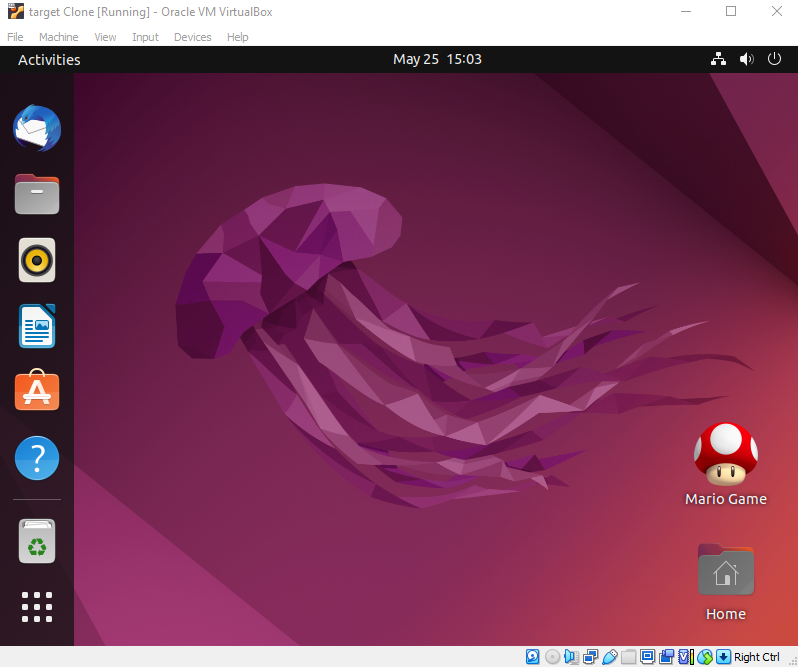 target Clone [Running] - Oracle VM VirtualBox
File Machine View Input Devices Help
Activities May 25 15:03
?
Mario Game
Home
Right Ctrl